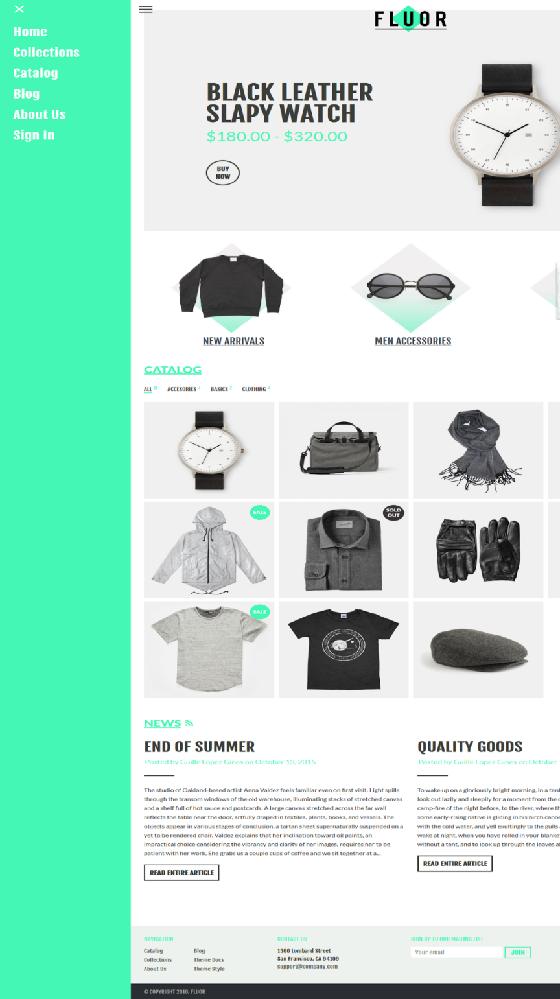 Home
Collections
Catalog
Blog
About Us
Sign In
FLUOR
BLACK LEATHER
SLAPY WATCH
$180.00 - $320.00
BUY
NOW
NEW ARRIVALS
MEN ACCESSORIES
CATALOG
ALL
ACCESORIES 4
BASICS
CLOTHING
SALE
SOLD
OUT
SALE
NEWS
END OF SUMMER
Posted by Guille Lopez Gines on October 13, 2015
The studio of Oakland-based artist Anna Valdez feels familiar even on first visit. Light spills
through the transom windows of the old warehouse, illuminating stacks of stretched canvas
and a shelf full of hot sauce and postcards. A large canvas stretched across the far wall
reflects the table near the door, artfully draped in textiles, plants, books, and vessels. The
objects appear in various stages of conclusion, a tartan sheet supernaturally suspended on a
yet to be rendered chair. Valdez explains that her inclination toward oil paints, an
impractical choice considering the vibrancy and clarity of her images, requires her to be
patient with her work. She grabs us a couple cups of coffee and we sit together at a...
READ ENTIRE ARTICLE
QUALITY GOODS
Posted by Guille Lopez Gines on October
To wake up on a gloriously bright morning, in a tent
look out lazily and sleepily for a moment from the
camp-fire of the night before, to the river, where th
some early-rising native is gliding in his birch cano
with the cold water, and yell exultingly to the gulls
wake at night, when you have rolled in your blanke
without a tent, and to look up through the leaves a
READ ENTIRE ARTICLE
NAVIGATION
Catalog
Collections
About Us
Blog
Theme Docs
Theme Style
CONTACT US
1360 Lombard Street
San Francisco, CA 94109
support@company.com
SIGN UP TO OUR MAILING LIST
Your email
JOIN
© COPYRIGHT 2016, FLUOR